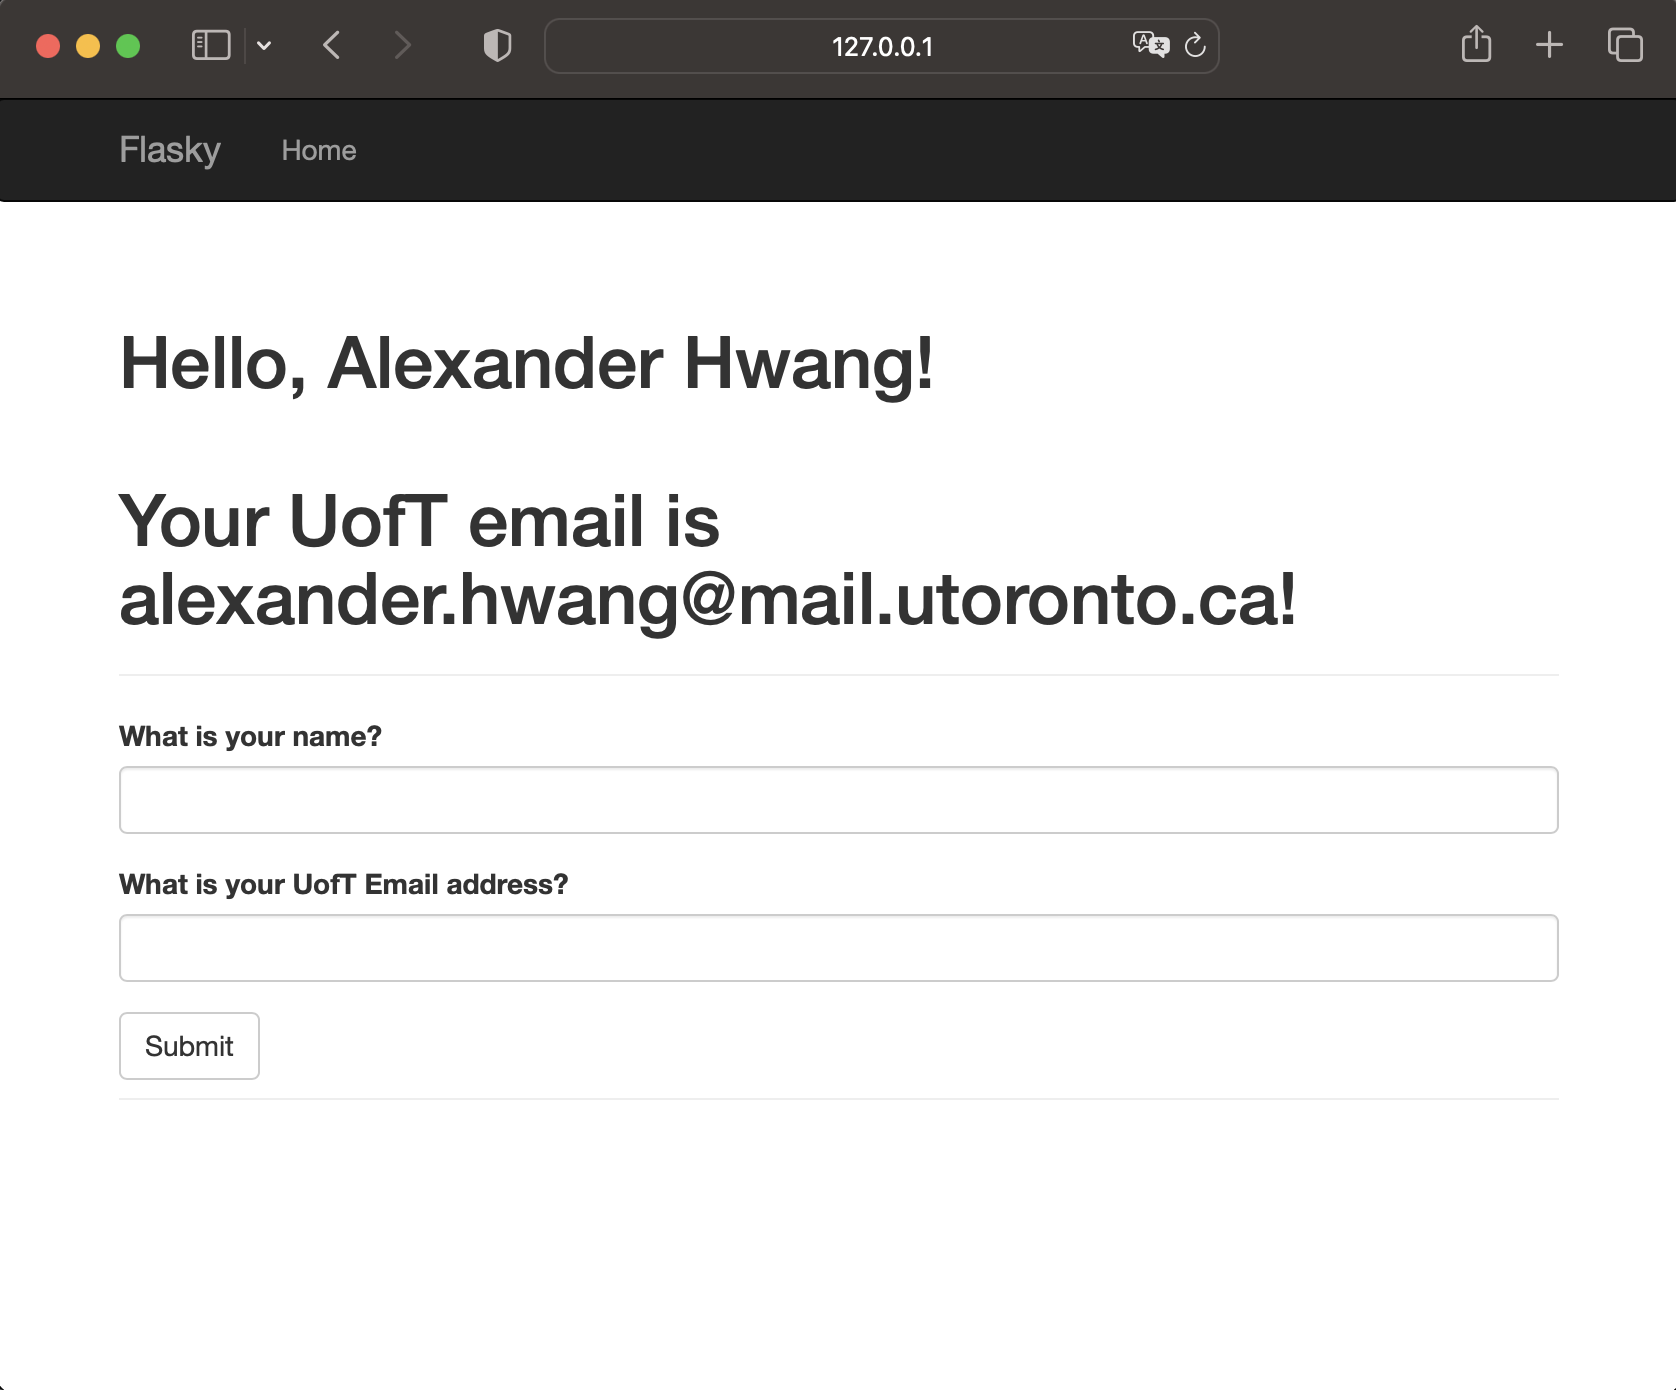 127.0.0.1
Flasky Home
Hello, Alexander Hwang!
Your UofT email is
alexander.hwang@mail.utoronto.ca!
What is your name?
What is your UofT Email address?
Submit